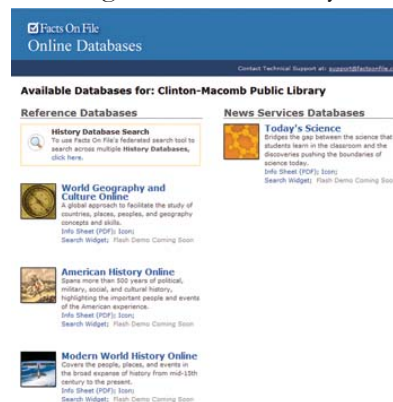 Facts On File
Online Databases
Contact Technical Support at: support@factsonfile.c
Available Databases for: Clinton-Macomb Public Library
Reference Databases
History Database Search
To use Facts On File's federated search tool to
search across multiple History Databases,
click here.
World Geography and
Culture Online
A global approach to facilitate the study of
countries, places, peoples, and geography
concepts and skills.
Info Sheet (PDF); Icon;
Search Widget; Flash Demo Coming Soon
American History Online
Spans more than 500 years of political,
military, social, and cultural history,
highlighting the important people and events
of the American experience.
Info Sheet (PDF); Icon;
Search Widget; Flash Demo Coming Soon
Modern World History Online
Covers the people, places, and events in
the broad expanse of history from mid-15th
century to the present.
Info Sheet (PDF); Icon;
Search Widget; Flash Demo Coming Soon
News Services Databases
Today's Science
Bridges the gap between the science that
students learn in the classroom and the
discoveries pushing the boundaries of
science today.
Info Sheet (PDF); Icon;
Search Widget; Flash Demo Coming Soo